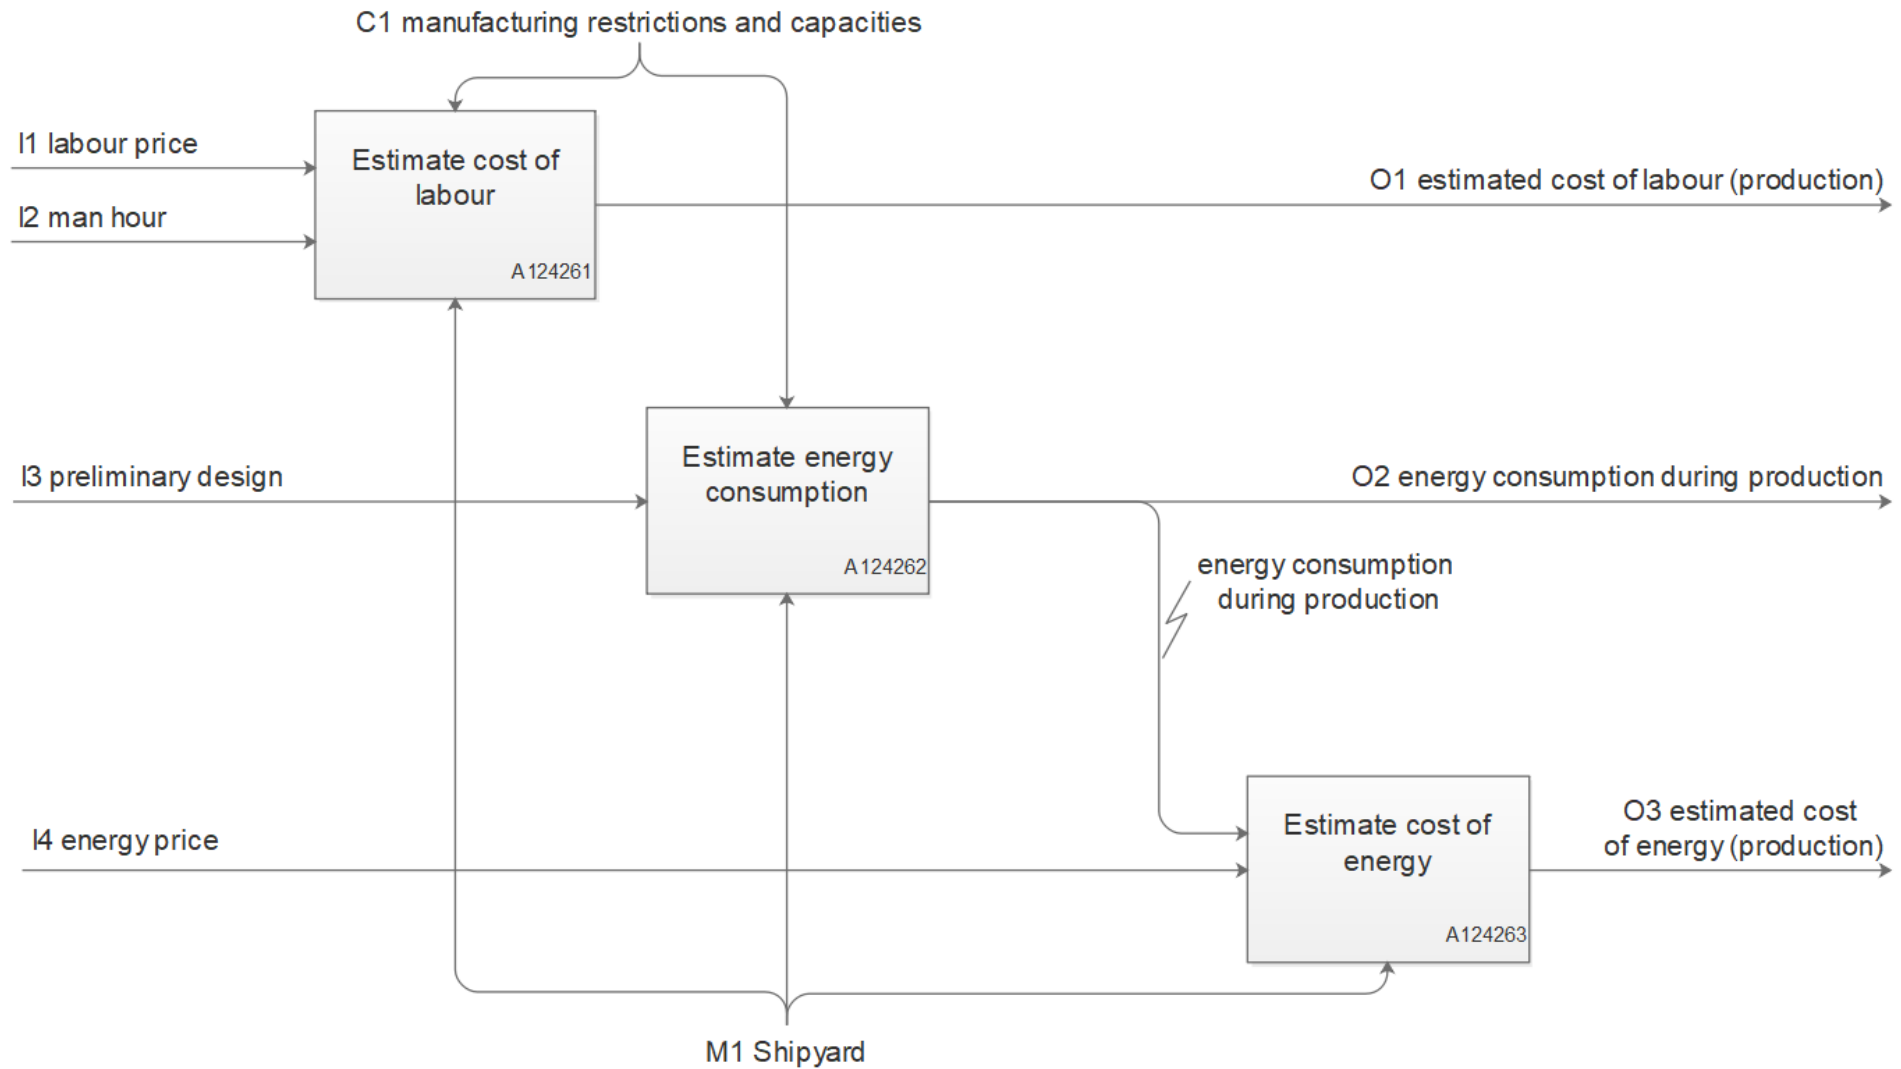 C1 manufacturing restrictions and capacities
I1 labour price
Estimate cost of
labour
I2 man hour
A124261
O1 estimated cost of labour (production)
I3 preliminary design
Estimate energy
consumption
A124262
O2 energy consumption during production
energy consumption
during production
I4 energy price
Estimate cost of
energy
A124263
O3 estimated cost
of energy (production)
M1 Shipyard